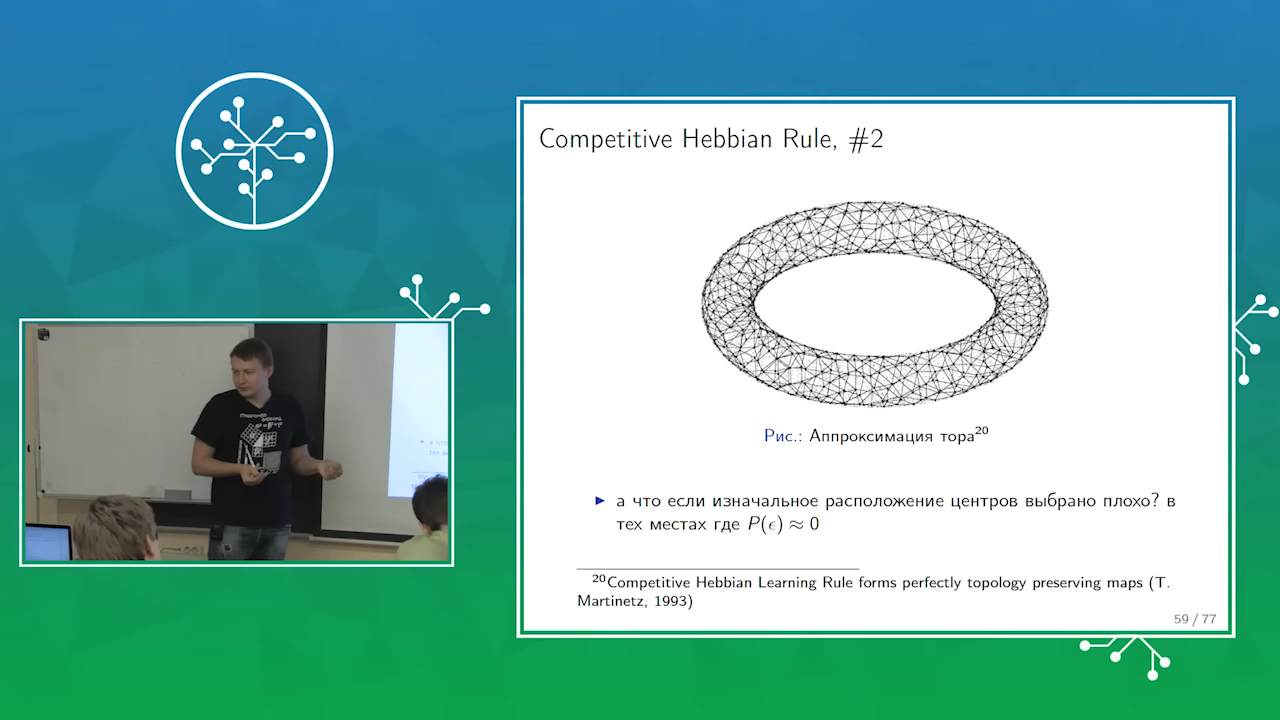 Competitive Hebbian Rule, #2
Рис.: Аппроксимация тора20
▶ а что если изначальное расположение центров выбрано плохо? в
тех местах где P(ϵ) ≈ 0
20Competitive Hebbian Learning Rule forms perfectly topology preserving maps (T.
Martinetz, 1993)
59 / 77